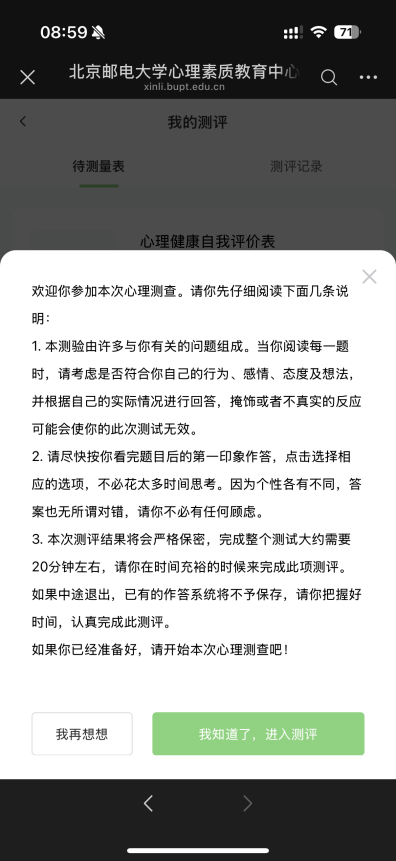 08:59
71
北京邮电大学心理素质教育中心
xinli.bupt.edu.cn
我的测评
待测量表
测评记录
心理健康自我评价表
欢迎你参加本次心理测查。请你先仔细阅读下面几条说
明：
1. 本测验由许多与你有关的问题组成。当你阅读每一题
时，请考虑是否符合你自己的行为、感情、态度及想法，
并根据自己的实际情况进行回答，掩饰或者不真实的反应
可能会使你的此次测试无效。
2. 请尽快按你看完题目后的第一印象作答，点击选择相
应的选项，不必花太多时间思考。因为个性各有不同，答
案也无所谓对错，请你不必有任何顾虑。
3. 本次测评结果将会严格保密，完成整个测试大约需要
20分钟左右，请你在时间充裕的时候来完成此项测评。
如果中途退出，已有的作答系统将不予保存，请你把握好
时间，认真完成此测评。
如果你已经准备好，请开始本次心理测查吧！
我再想想
我知道了，进入测评